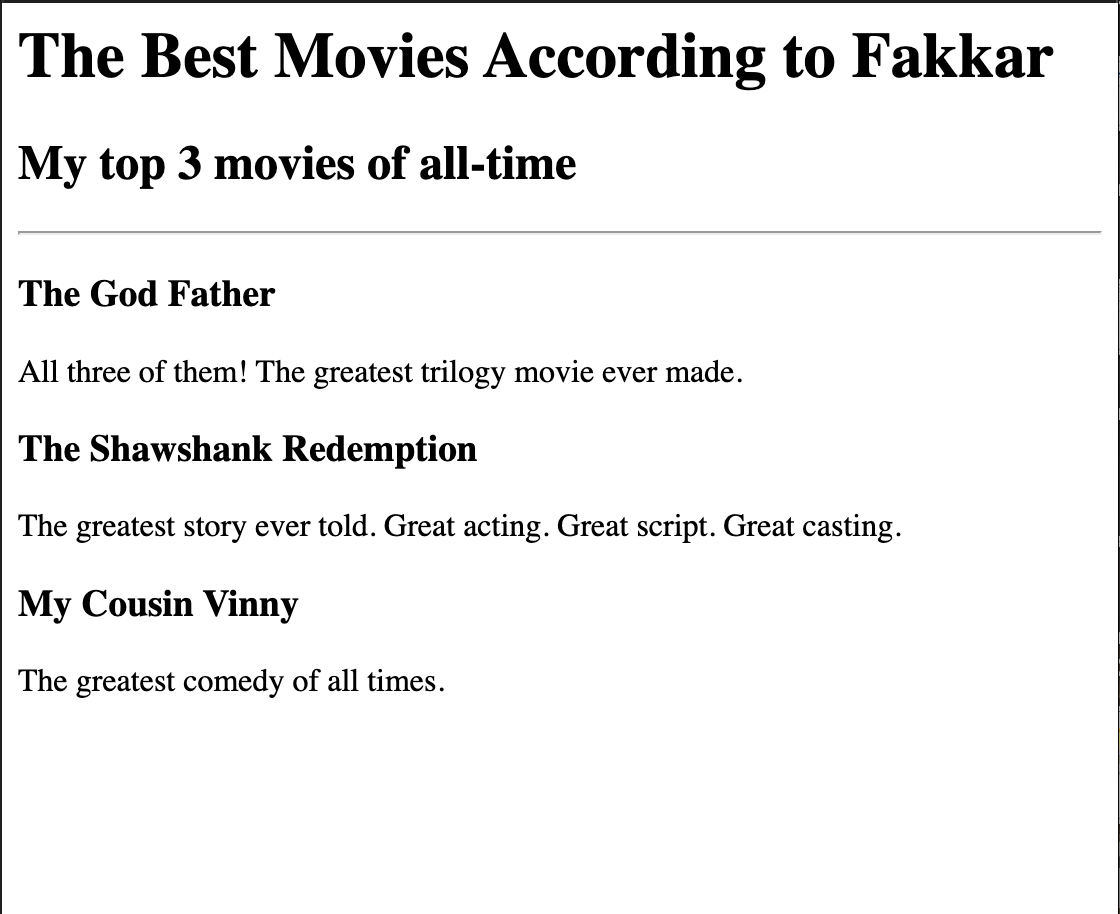 The Best Movies According to Fakkar
My top 3 movies of all-time
The God Father
All three of them! The greatest trilogy movie ever made.
The Shawshank Redemption
The greatest story ever told. Great acting. Great script. Great casting.
My Cousin Vinny
The greatest comedy of all times.